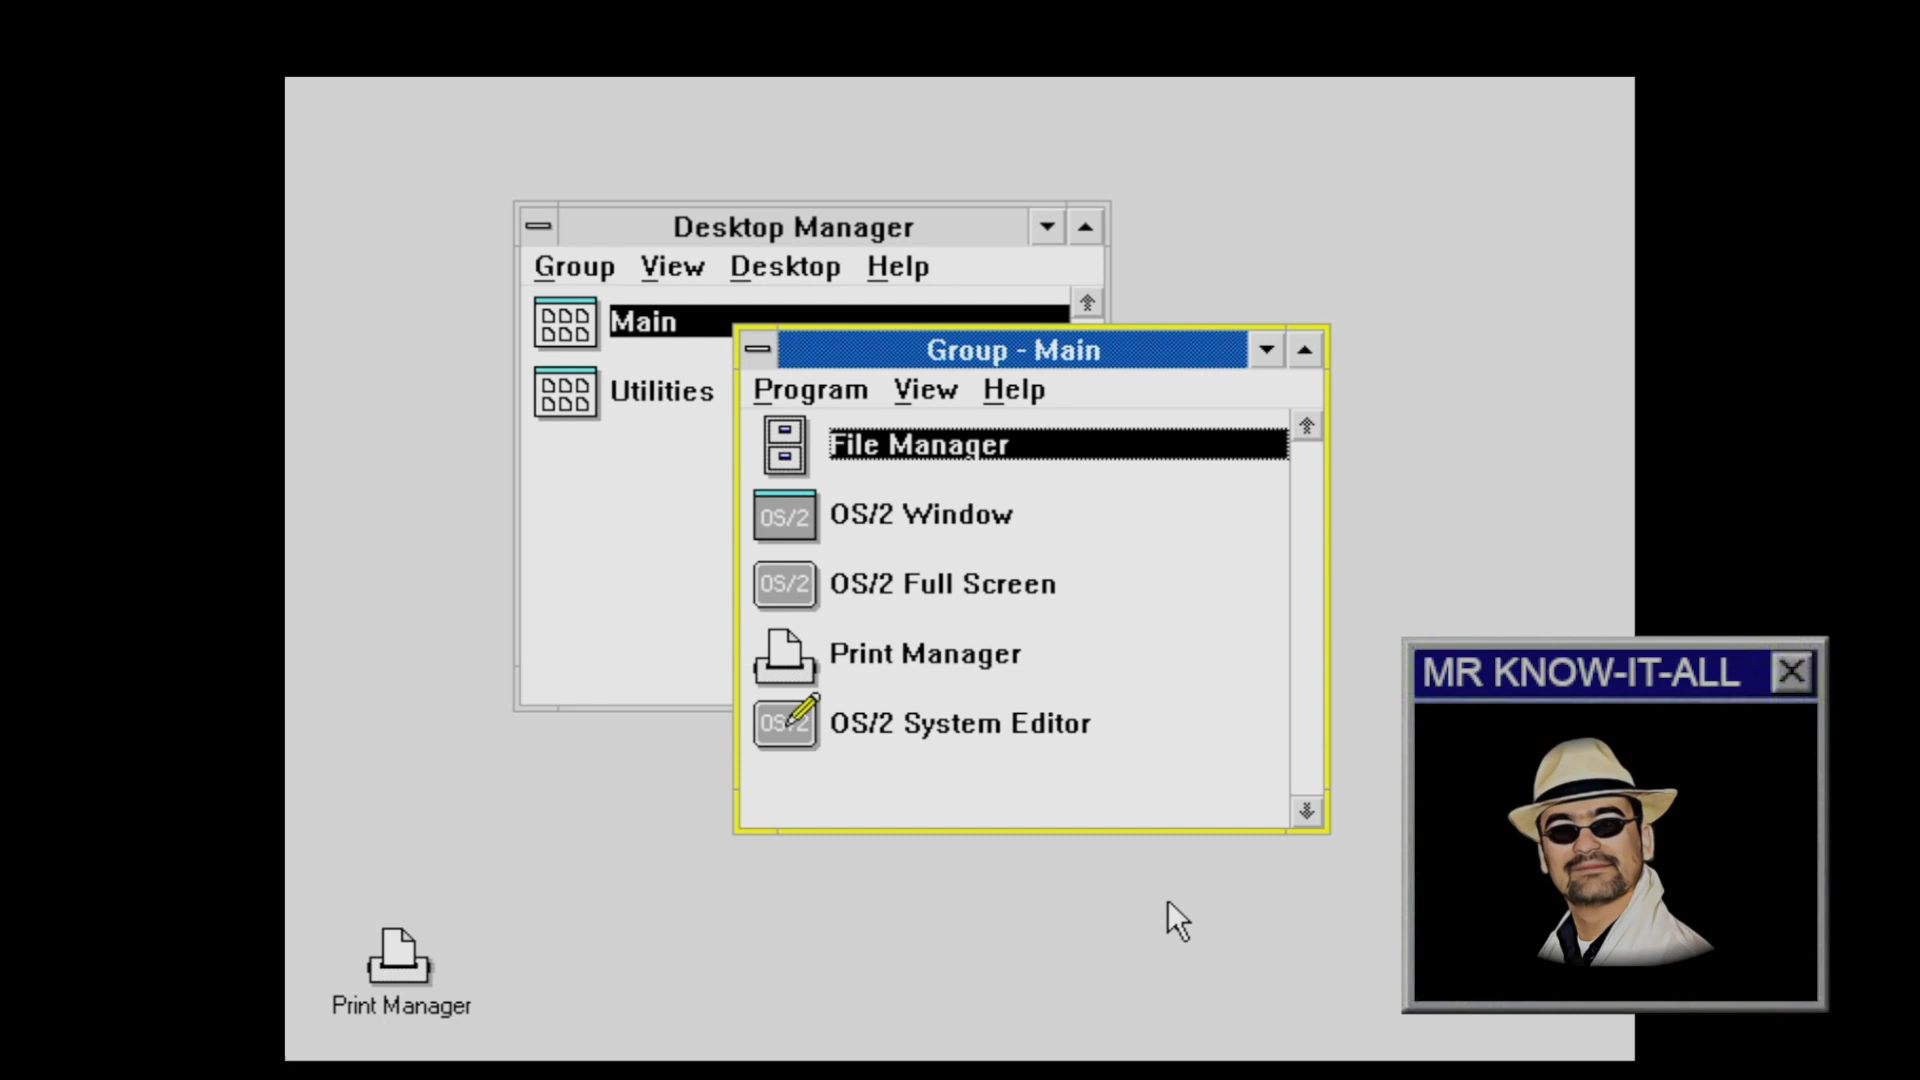 Desktop Manager
Group View Desktop Help
Main
Utilities
Group - Main
Program View Help
File Manager
OS/2 OS/2 Window
OS/2 OS/2 Full Screen
Print Manager
OS/2 OS/2 System Editor
MR KNOW-IT-ALL
Print Manager